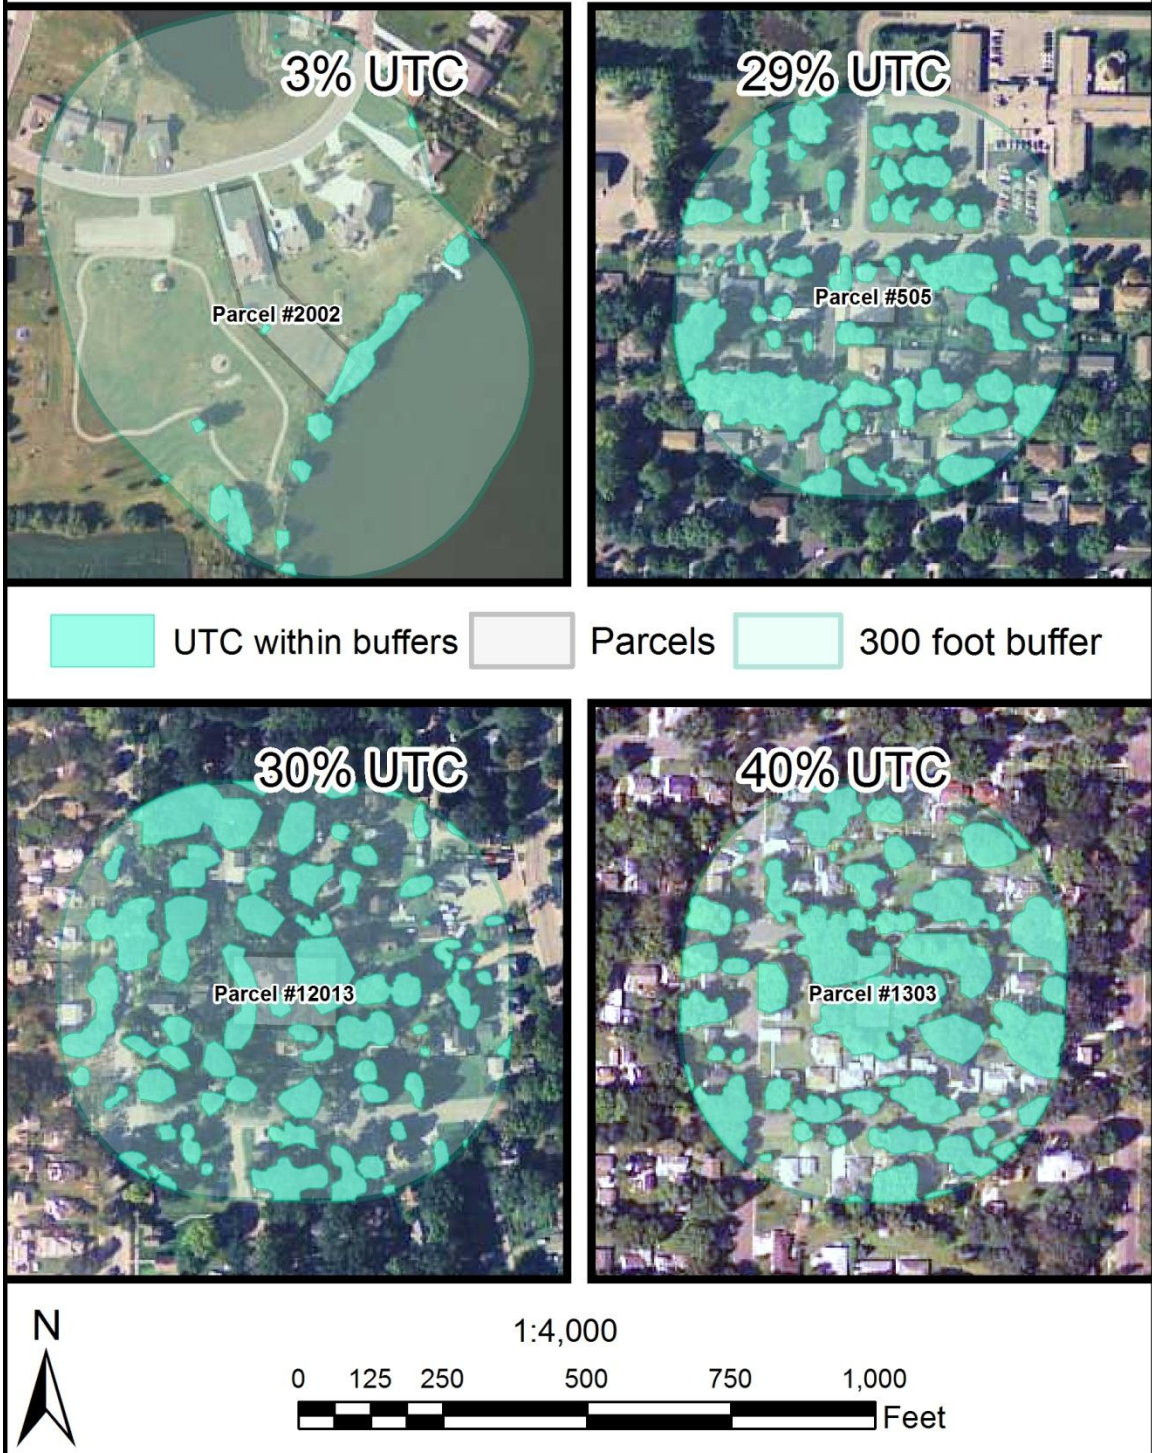 3% UTC
29% UTC
Parcel #2002
Parcel #505
UTC within buffers Parcels 300 foot buffer
30% UTC
40% UTC
Parcel #12013
Parcel #1303
N
1:4,000
0 125 250 500 750 1,000
Feet